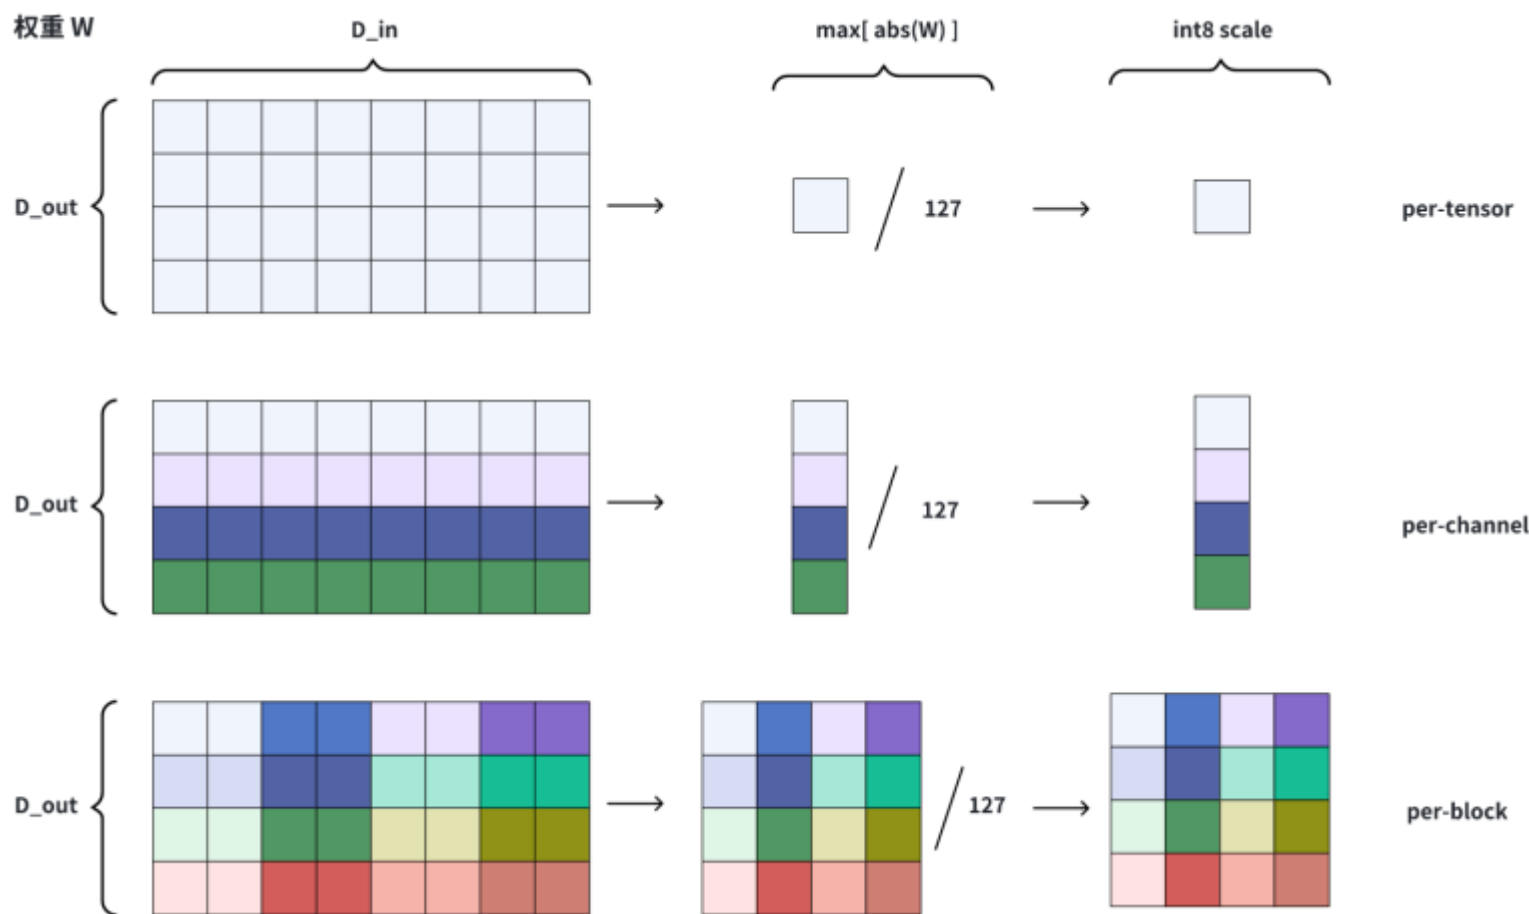 权重 W
D_in
max[ abs(W) ]
int8 scale
D_out
127
per-tensor
D_out
127
per-channel
D_out
127
per-block